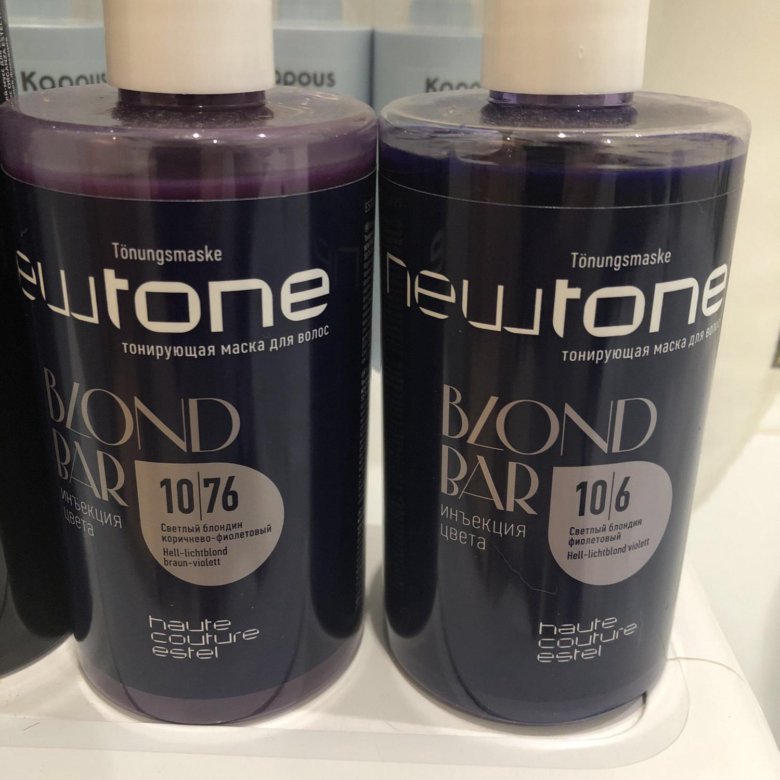 Kapous
Tönungsmaske
ewtone
тонирующая маска для волос
BLOND
BAR
инъекция
цвета
10|76
Светлый блондин
коричнево-фиолетовый
Hell-lichtblond
braun-violett
haute
couture
estel
pous
Tönungsmaske
newtone
тонирующая маска для волос
BLOND
BAR
инъекция
цвета
10|6
Светлый блондин
фиолетовый
Hell-lichtblond violett
haute
couture
estel